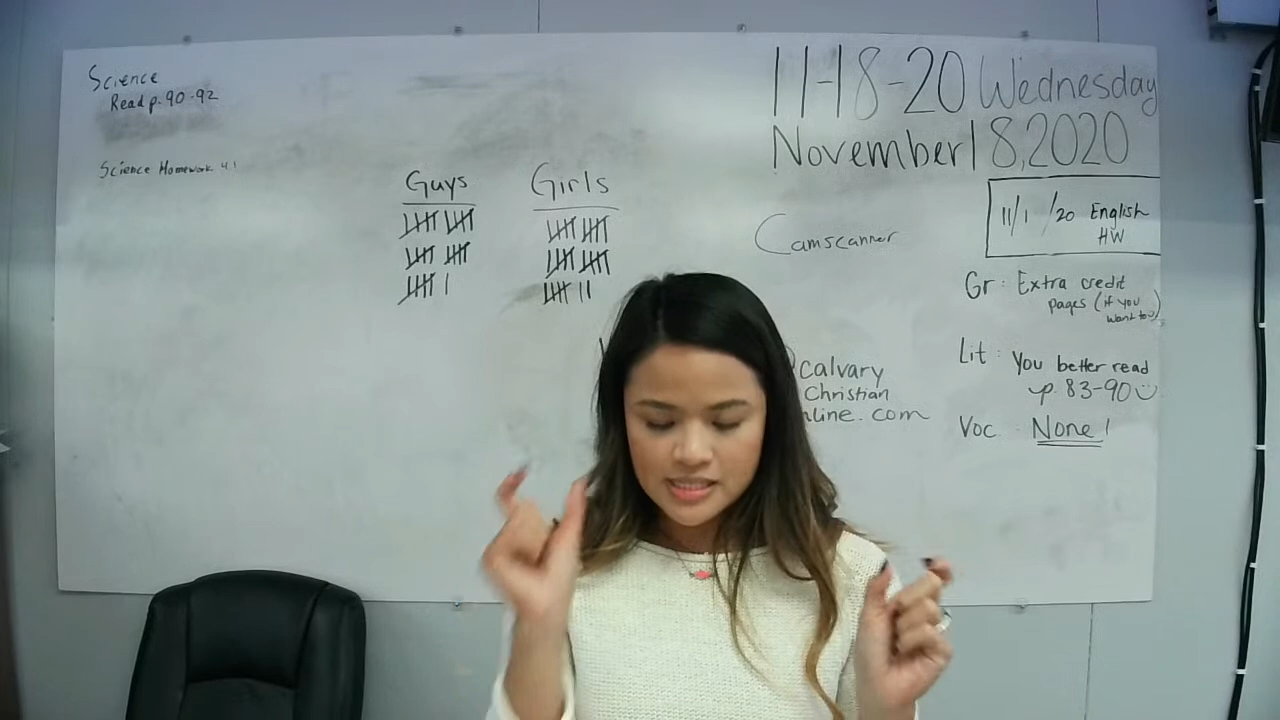 Science
Read p. 90-92
Science Homework 4.1
Guys
Girls
11-18-20 Wednesday
November 18, 2020
Camscanner
11/1 /20 English
HW
Gr: Extra credit
pages (if you
want to)
calvary
Christian
line.com
Lit: You better read
p. 83-90
Voc None!